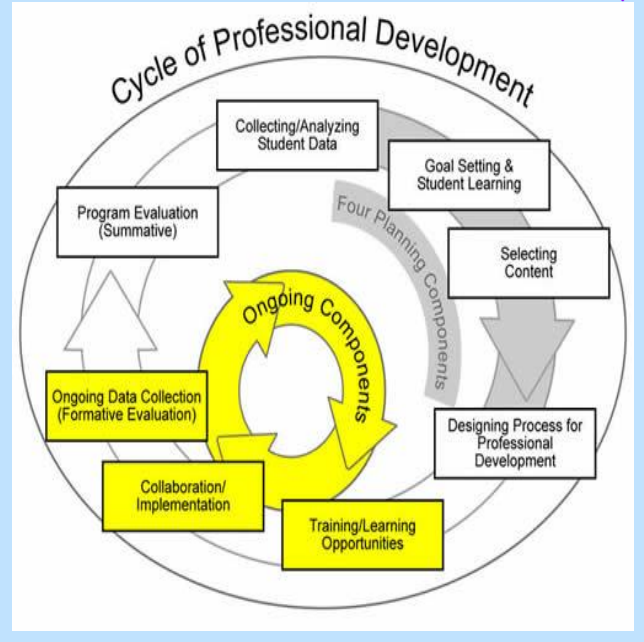 Cycle of Professional Development
Collecting/Analyzing
Student Data
Goal Setting &
Student Learning
Selecting
Content
Four Planning Components
Designing Process for
Professional
Development
Training/Learning
Opportunities
Collaboration/
Implementation
Ongoing Data Collection
(Formative Evaluation)
Ongoing Components
Program Evaluation
(Summative)